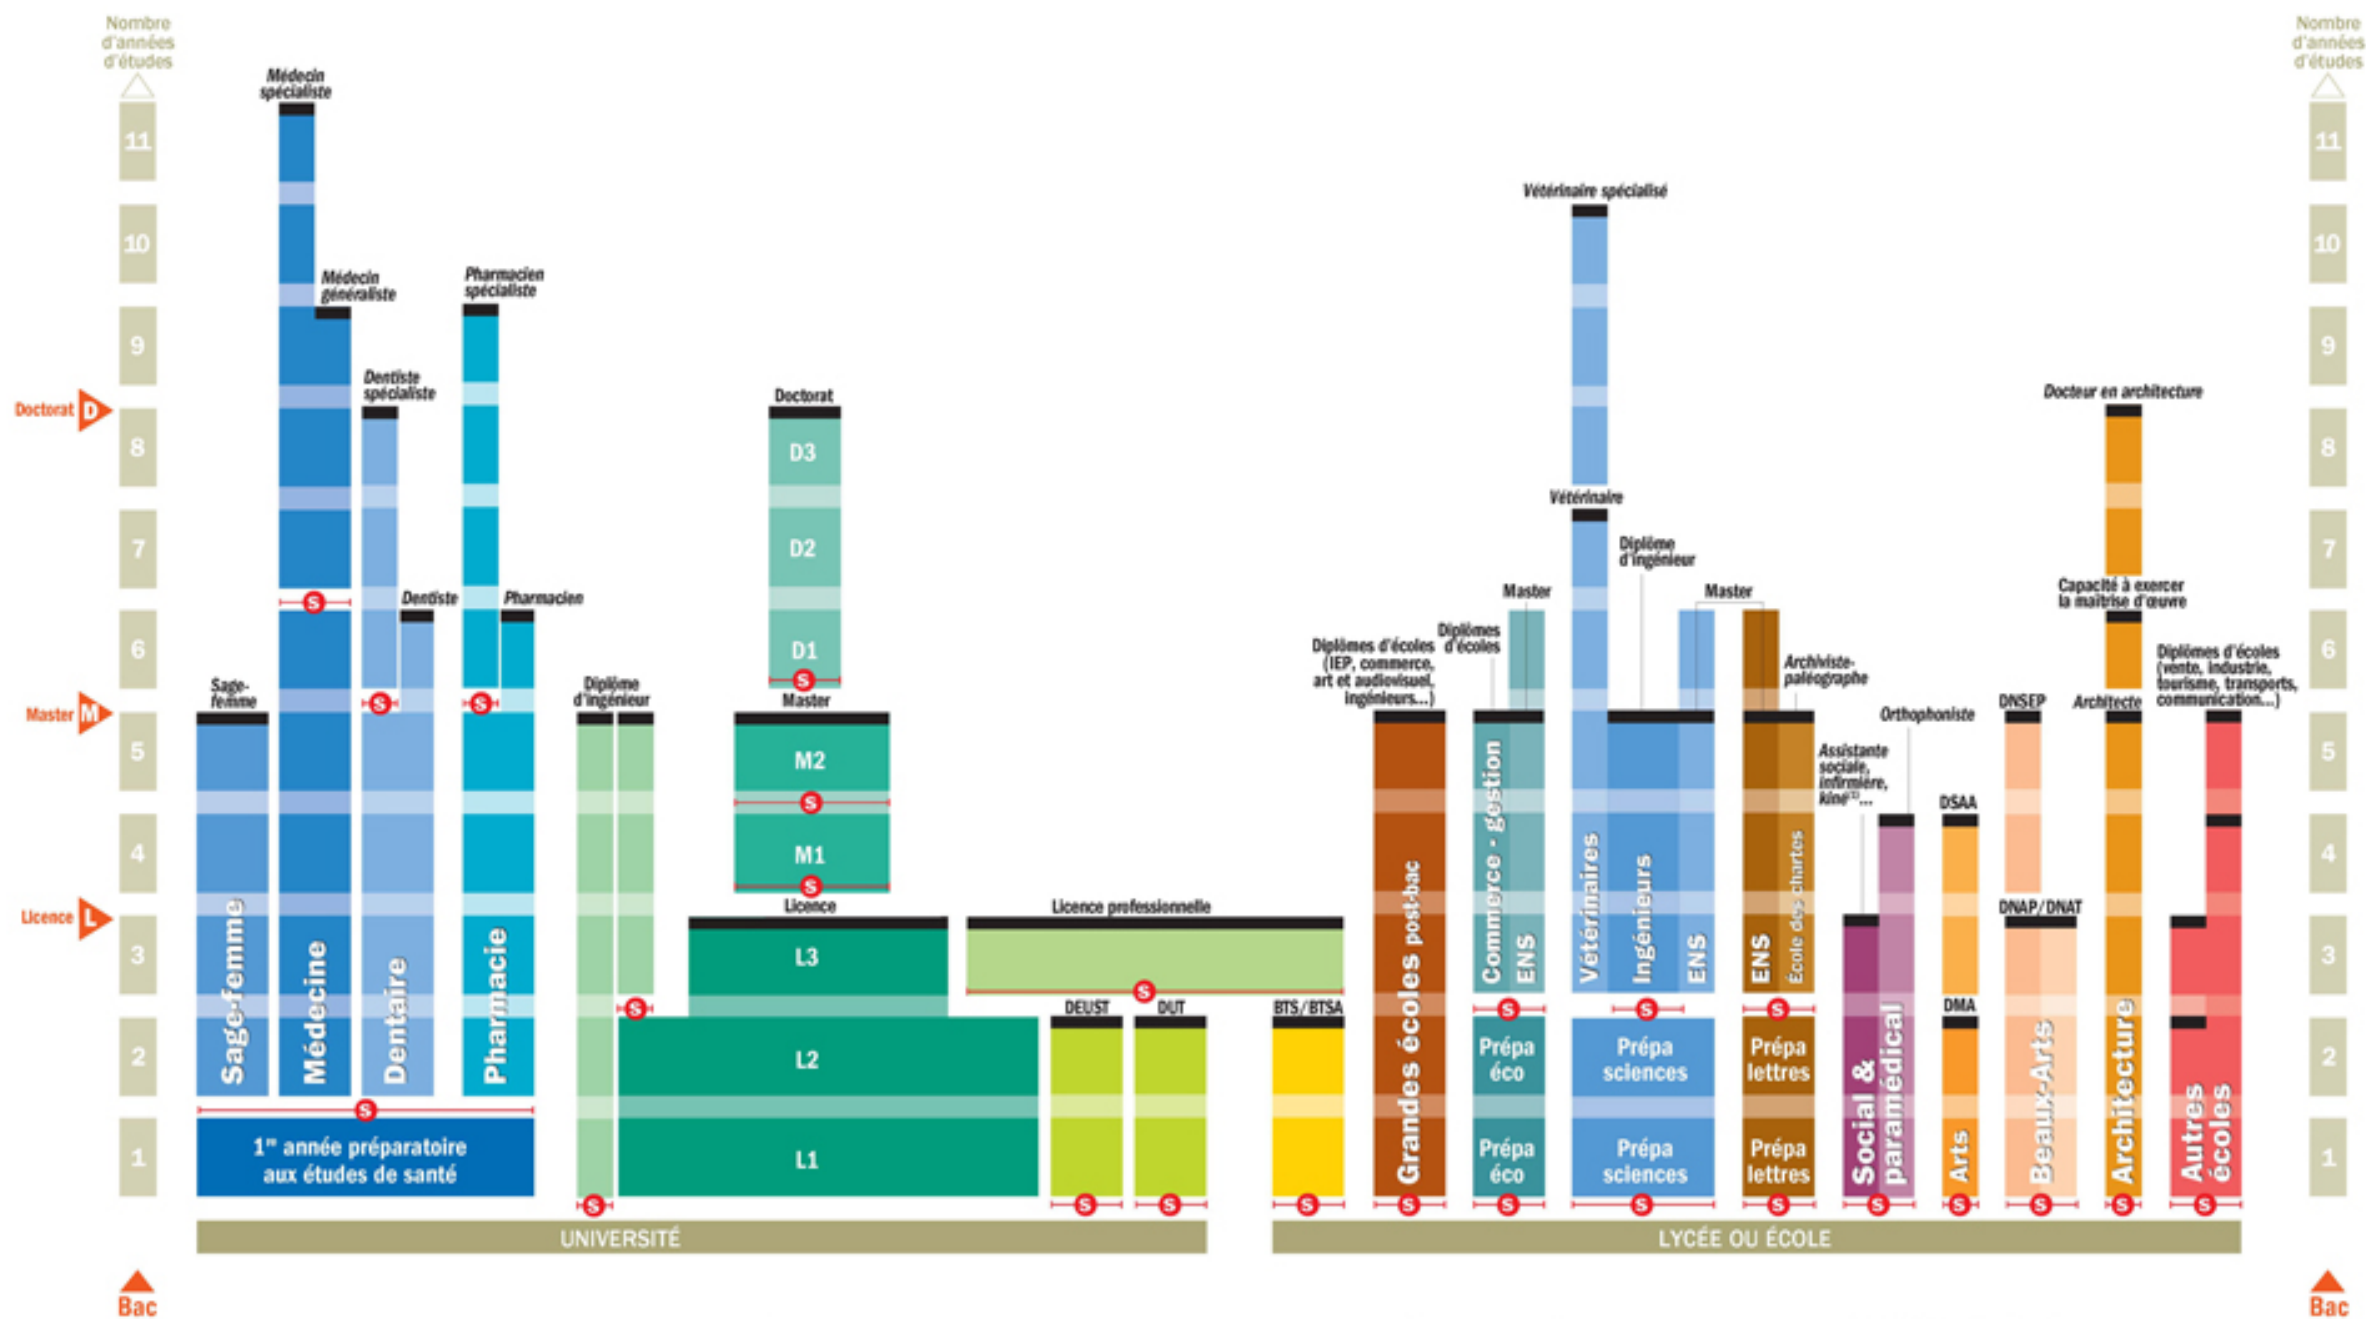 Nombre
d'années
d'études
11
10
9
8
7
6
5
4
3
2
1
Bac
Doctorat D
Master M
Licence L
Médecin
spécialiste
Médecin
généraliste
Dentiste
spécialiste
Dentiste
Pharmacien
spécialiste
Pharmacien
Sage-
femme
S
S
S
Sage-femme
Médecine
Dentaire
Pharmacie
S
1re année préparatoire
aux études de santé
Diplôme
d'ingénieur
S
S
Doctorat
D3
D2
D1
S
Master
M2
S
M1
S
Licence
L3
L2
L1
Licence professionnelle
S
DEUST
S
DUT
S
UNIVERSITÉ
BTS/BTSA
S
Diplômes d'écoles
(IEP, commerce,
art et audiovisuel,
ingénieurs...)
Grandes écoles post-bac
S
Diplômes
d'écoles
Master
Commerce - gestion
ENS
S
Prépa
éco
Prépa
éco
S
Vétérinaire spécialisé
Vétérinaire
Diplôme
d'ingénieur
Master
Vétérinaires
Ingénieurs
ENS
S
Prépa
sciences
Prépa
sciences
S
Archiviste-
paléographe
ENS
École des chartes
S
Prépa
lettres
Prépa
lettres
S
Assistante
sociale,
infirmière,
kiné(1)...
Orthophoniste
Social &
paramédical
S
DSAA
DMA
Arts
S
DNSEP
DNAP/DNAT
Beaux-Arts
S
Docteur en architecture
Capacité à exercer
la maîtrise d'œuvre
Architecte
Architecture
S
Diplômes d'écoles
(vente, industrie,
tourisme, transports,
communication...)
Autres
écoles
S
LYCÉE OU ÉCOLE
Nombre
d'années
d'études
11
10
9
8
7
6
5
4
3
2
1
Bac